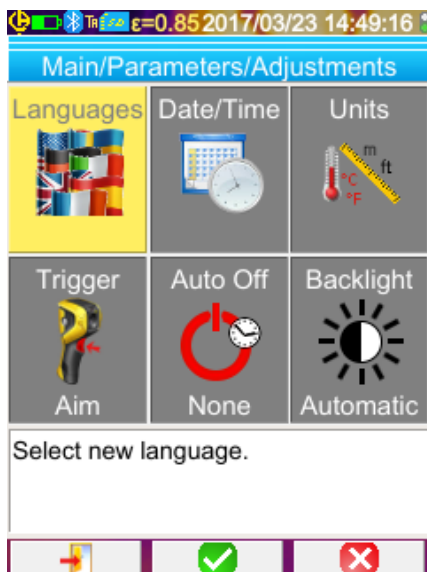 TA ε=0.85 2017/03/23 14:49:16
Main/Parameters/Adjustments
Languages Date/Time Units
m
ft
°C
°F
Trigger Auto Off Backlight
Aim None Automatic
Select new language.